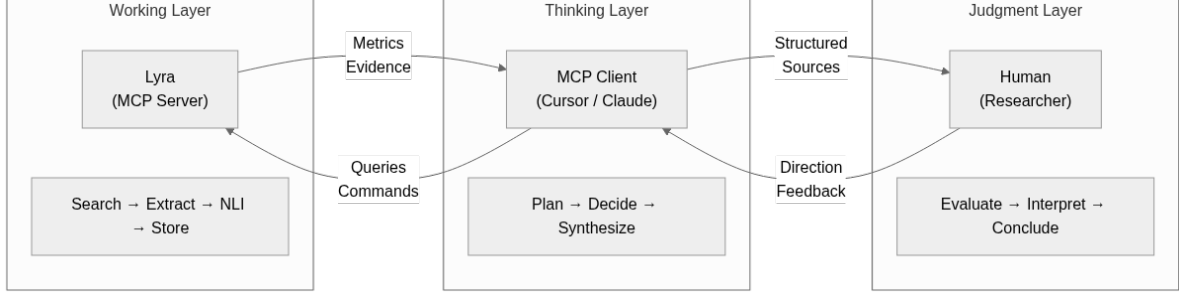 Working Layer
Thinking Layer
Judgment Layer
Lyra
(MCP Server)
Metrics
Evidence
MCP Client
(Cursor / Claude)
Structured
Sources
Human
(Researcher)
Queries
Commands
Direction
Feedback
Search → Extract → NLI
→ Store
Plan → Decide →
Synthesize
Evaluate → Interpret →
Conclude